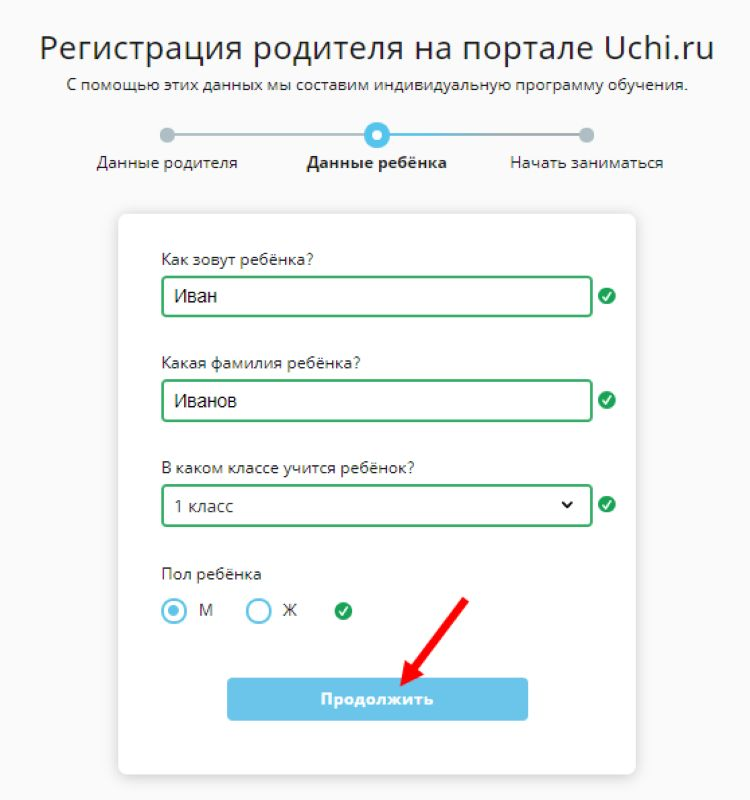 Регистрация родителя на портале Uchi.ru
С помощью этих данных мы составим индивидуальную программу обучения.
Данные родителя Данные ребёнка Начать заниматься
Как зовут ребёнка?
Иван
Какая фамилия ребёнка?
Иванов
В каком классе учится ребёнок?
1 класс
Пол ребёнка
М Ж
Продолжить